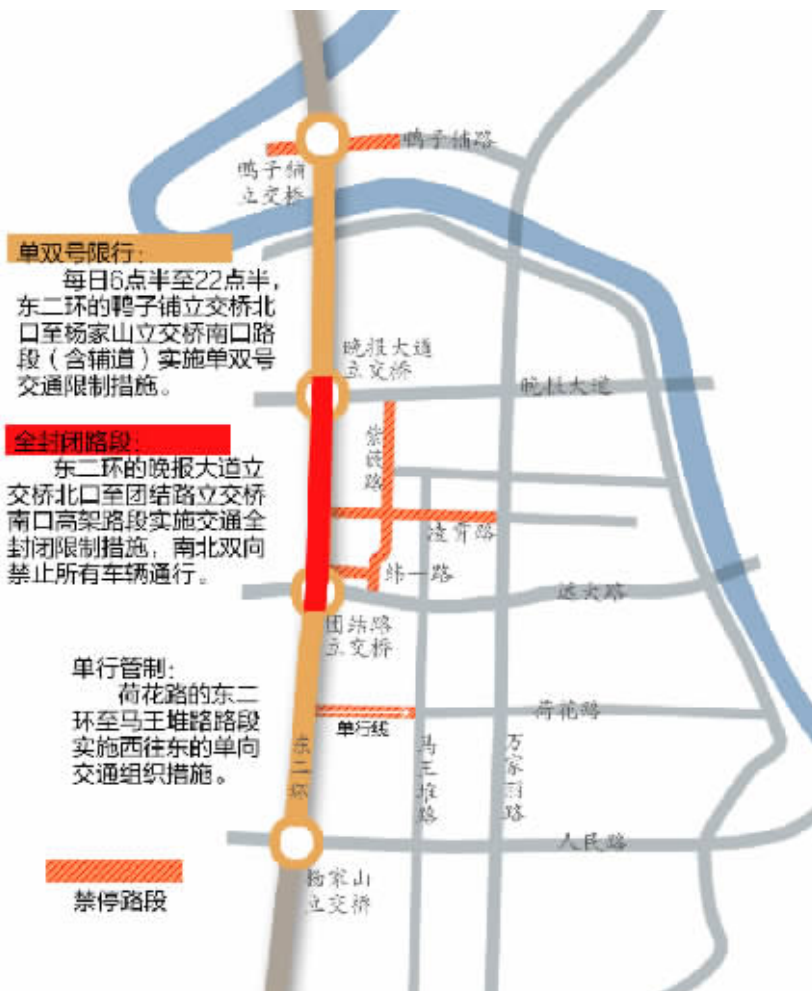 鸭子铺路
鸭子铺
立交桥
单双号限行:
每日6点半至22点半,
东二环的鸭子铺立交桥北
口至杨家山立交桥南口路
段(含辅道)实施单双号
交通限制措施。
晚报大道
立交桥
晚报大道
紫薇路
全封闭路段:
东二环的晚报大道立
交桥北口至团结路立交桥
南口高架路段实施交通全
封闭限制措施,南北双向
禁止所有车辆通行。
凌霄路
纬一路
远大路
团结路
立交桥
单行管制:
荷花路的东二
环至马王堆路路段
实施西往东的单向
交通组织措施。
单行线
荷花路
东二环
马王堆路
万家丽路
人民路
杨家山
立交桥
禁停路段